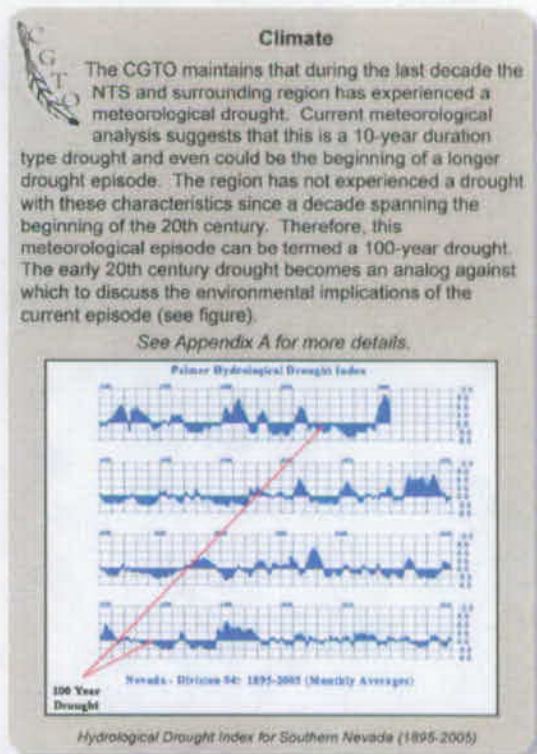 Climate
CGTO
The CGTO maintains that during the last decade the
NTS and surrounding region has experienced a
meteorological drought. Current meteorological
analysis suggests that this is a 10-year duration
type drought and even could be the beginning of a longer
drought episode. The region has not experienced a drought
with these characteristics since a decade spanning the
beginning of the 20th century. Therefore, this
meteorological episode can be termed a 100-year drought.
The early 20th century drought becomes an analog against
which to discuss the environmental implications of the
current episode (see figure).
See Appendix A for more details.
Palmer Hydrological Drought Index
100 Year
Drought
Nevada - Division 04: 1895-2005 (Monthly Averages)
Hydrological Drought Index for Southern Nevada (1895-2005)